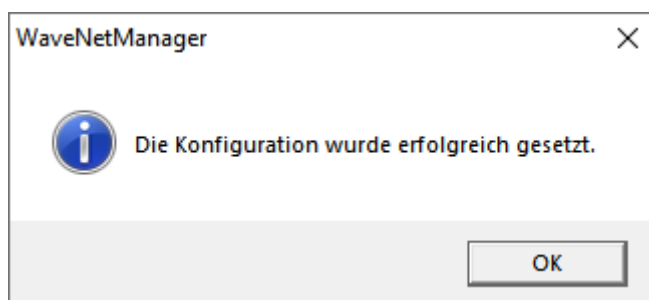 WaveNetManager
Die Konfiguration wurde erfolgreich gesetzt.
OK